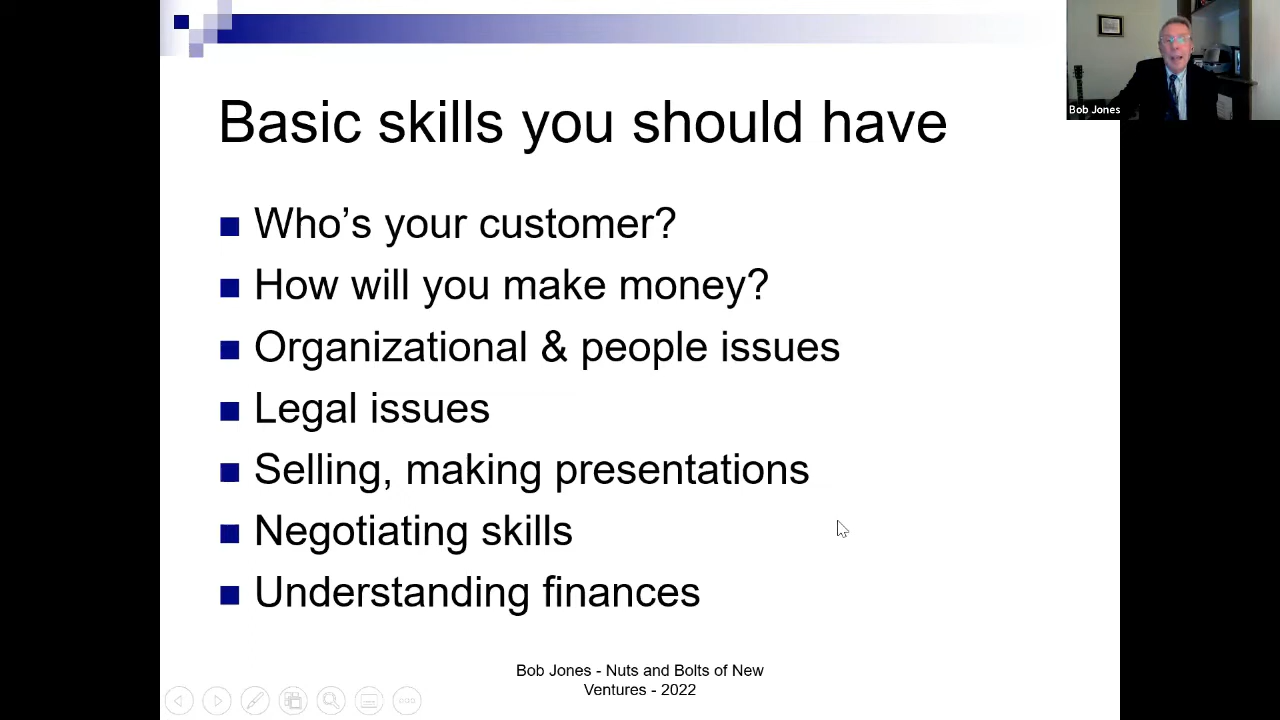 Bob Jones
Basic skills you should have
Who's your customer?
How will you make money?
Organizational & people issues
Legal issues
Selling, making presentations
Negotiating skills
Understanding finances
Bob Jones - Nuts and Bolts of New
Ventures - 2022